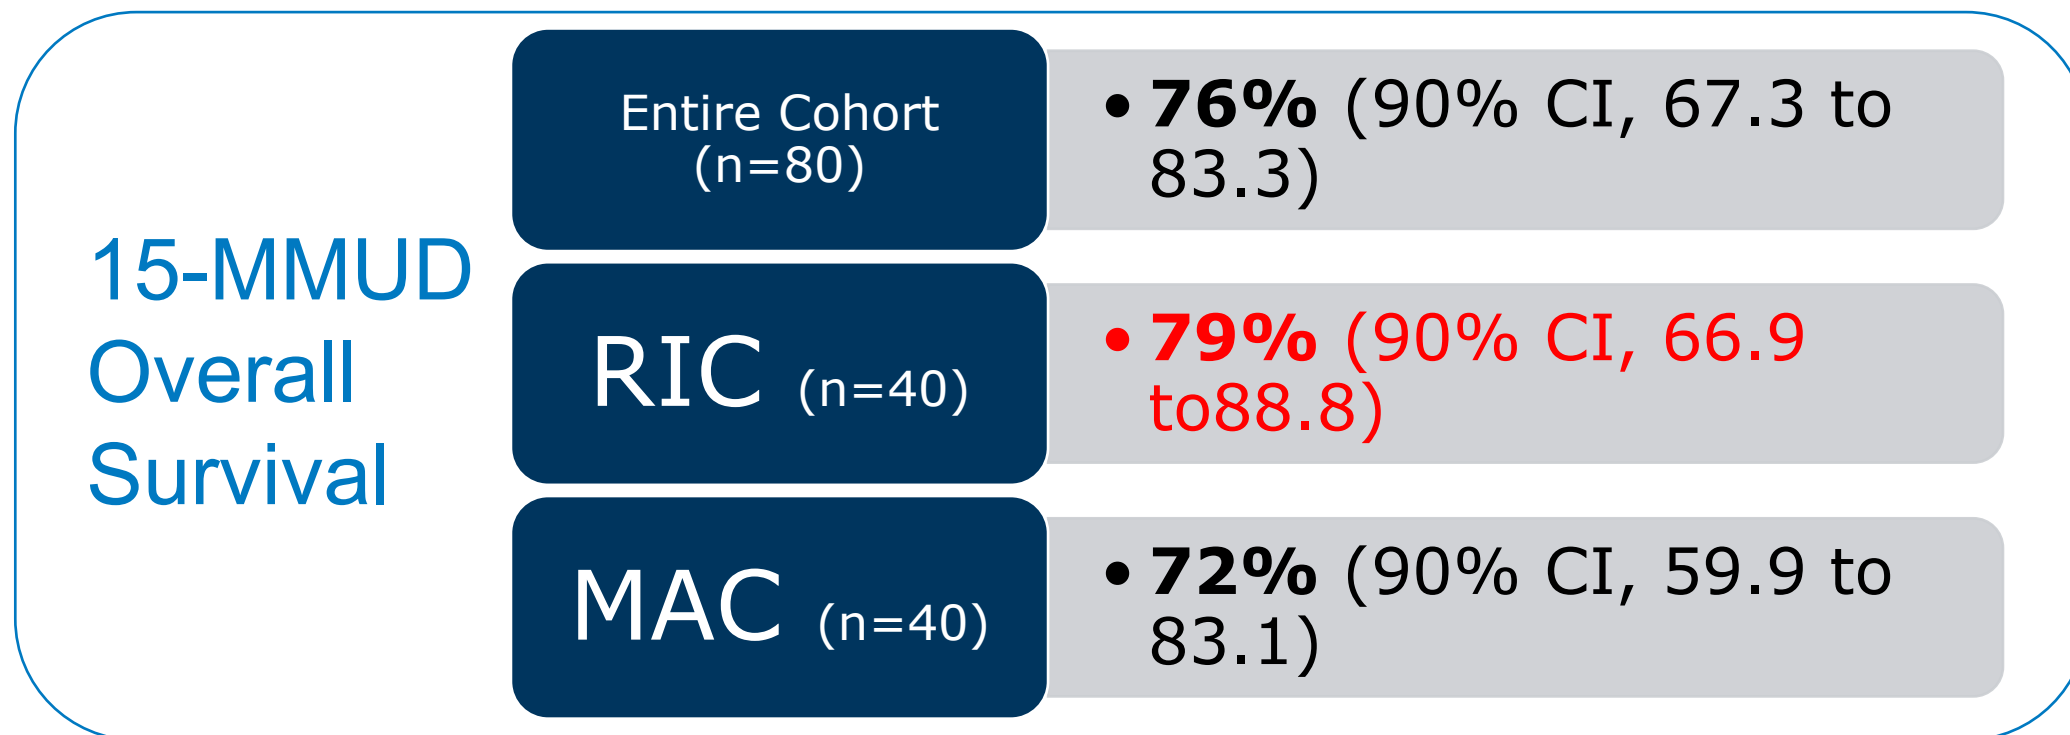 15-MMUD
Overall
Survival
Entire Cohort
(n=80)
• 76% (90% CI, 67.3 to
83.3)
RIC (n=40)
• 79% (90% CI, 66.9
to88.8)
MAC (n=40)
• 72% (90% CI, 59.9 to
83.1)